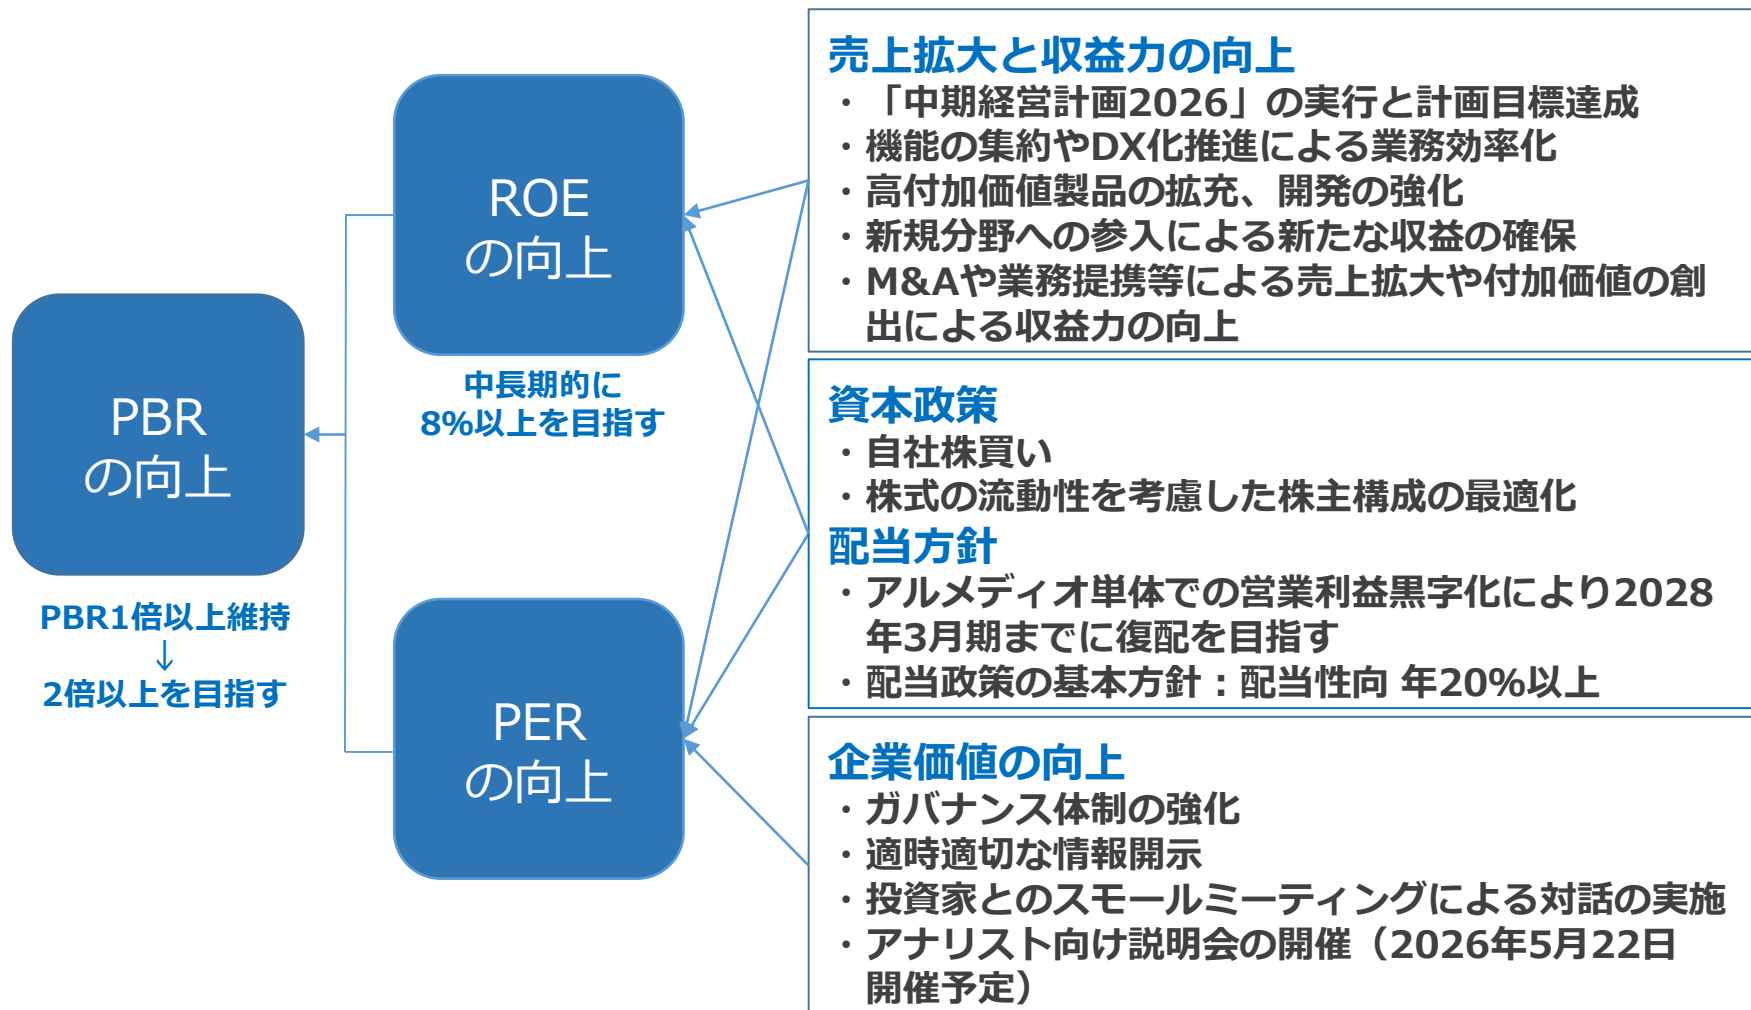 PBR
の向上
PBR1倍以上維持
↓
2倍以上を目指す
ROE
の向上
中長期的に
8%以上を目指す
PER
の向上
売上拡大と収益力の向上
・「中期経営計画2026」の実行と計画目標達成
・機能の集約やDX化推進による業務効率化
・高付加価値製品の拡充、開発の強化
・新規分野への参入による新たな収益の確保
・M&Aや業務提携等による売上拡大や付加価値の創
出による収益力の向上
資本政策
・自社株買い
・株式の流動性を考慮した株主構成の最適化
配当方針
・アルメディオ単体での営業利益黒字化により2028
年3月期までに復配を目指す
・配当政策の基本方針：配当性向 年20%以上
企業価値の向上
・ガバナンス体制の強化
・適時適切な情報開示
・投資家とのスモールミーティングによる対話の実施
・アナリスト向け説明会の開催（2026年5月22日
開催予定）